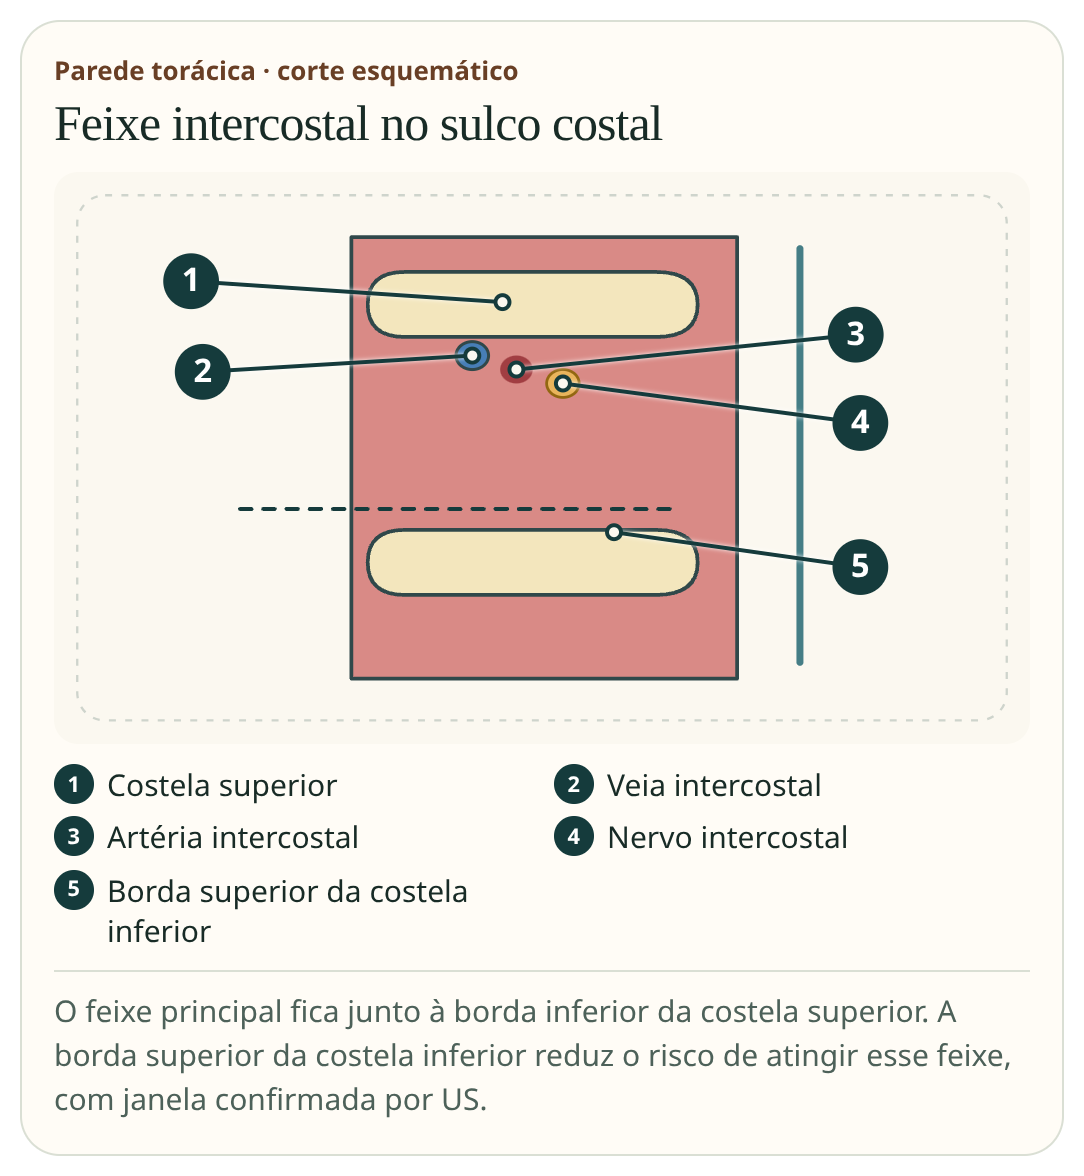 Parede torácica · corte esquemático
Feixe intercostal no sulco costal
1
2
3
4
5
1 Costela superior
2 Veia intercostal
3 Artéria intercostal
4 Nervo intercostal
5 Borda superior da costela
inferior
O feixe principal fica junto à borda inferior da costela superior. A
borda superior da costela inferior reduz o risco de atingir esse feixe,
com janela confirmada por US.